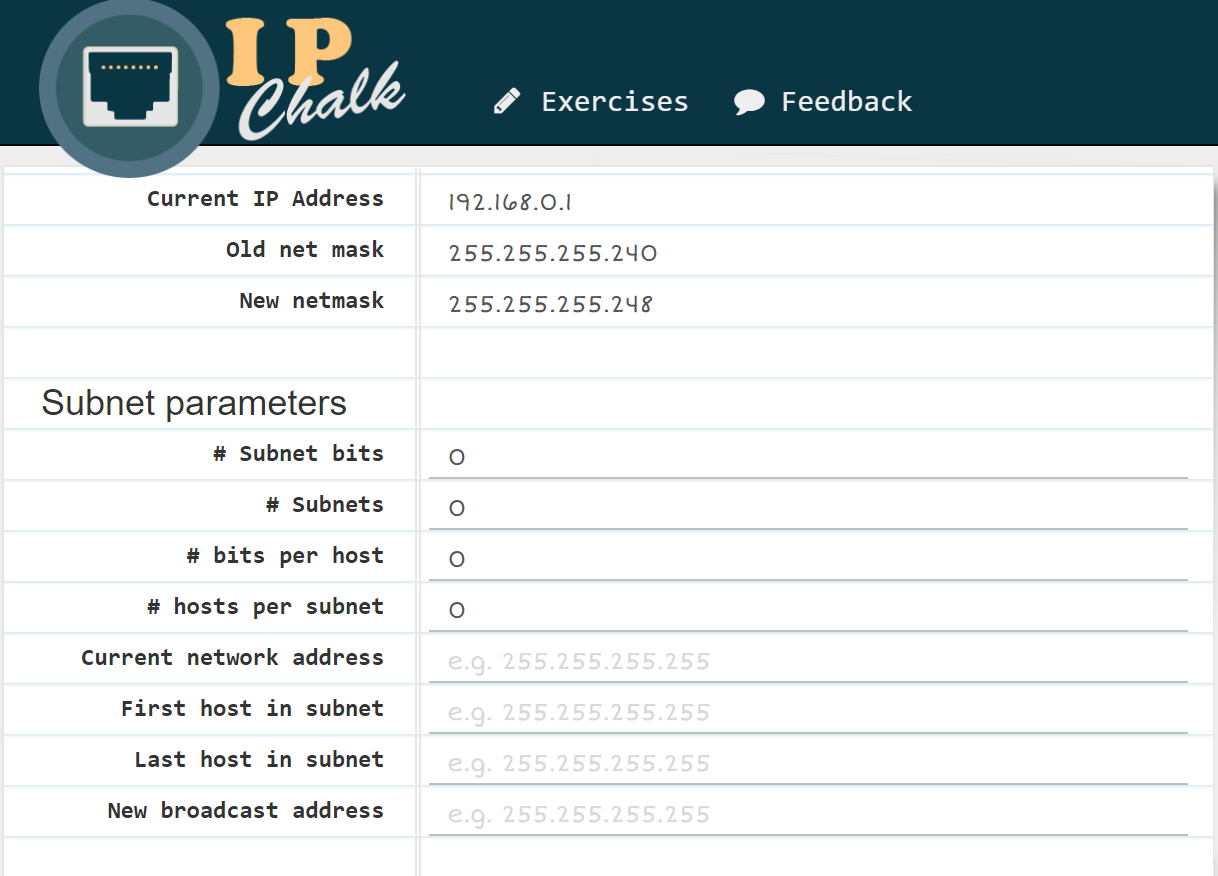 IP
Chalk
Exercises Feedback
Current IP Address 192.168.0.1
Old net mask 255.255.255.240
New netmask 255.255.255.248
Subnet parameters
# Subnet bits 0
# Subnets 0
# bits per host 0
# hosts per subnet 0
Current network address e.g. 255.255.255.255
First host in subnet e.g. 255.255.255.255
Last host in subnet e.g. 255.255.255.255
New broadcast address e.g. 255.255.255.255